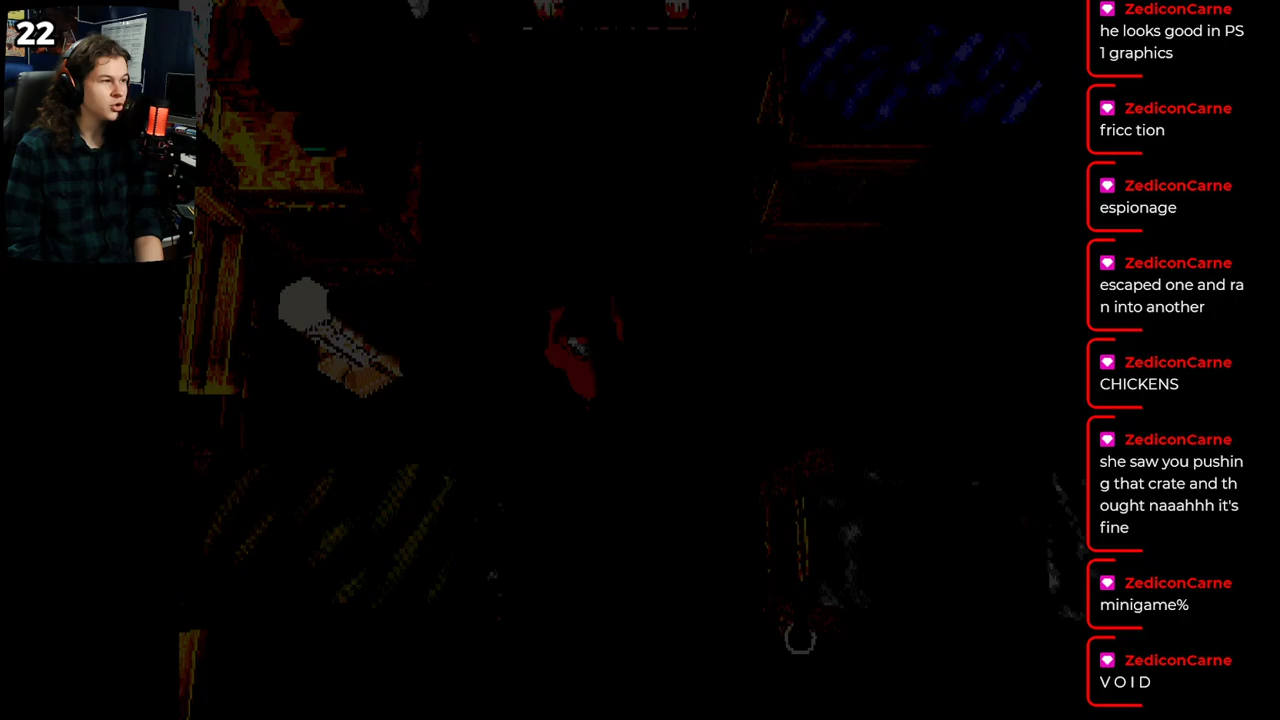 22
ZediconCarne
he looks good in PS
1 graphics
ZediconCarne
fricc tion
ZediconCarne
espionage
ZediconCarne
escaped one and ra
n into another
ZediconCarne
CHICKENS
ZediconCarne
she saw you pushin
g that crate and th
ought naaahhh it's
fine
ZediconCarne
minigame%
ZediconCarne
V O I D